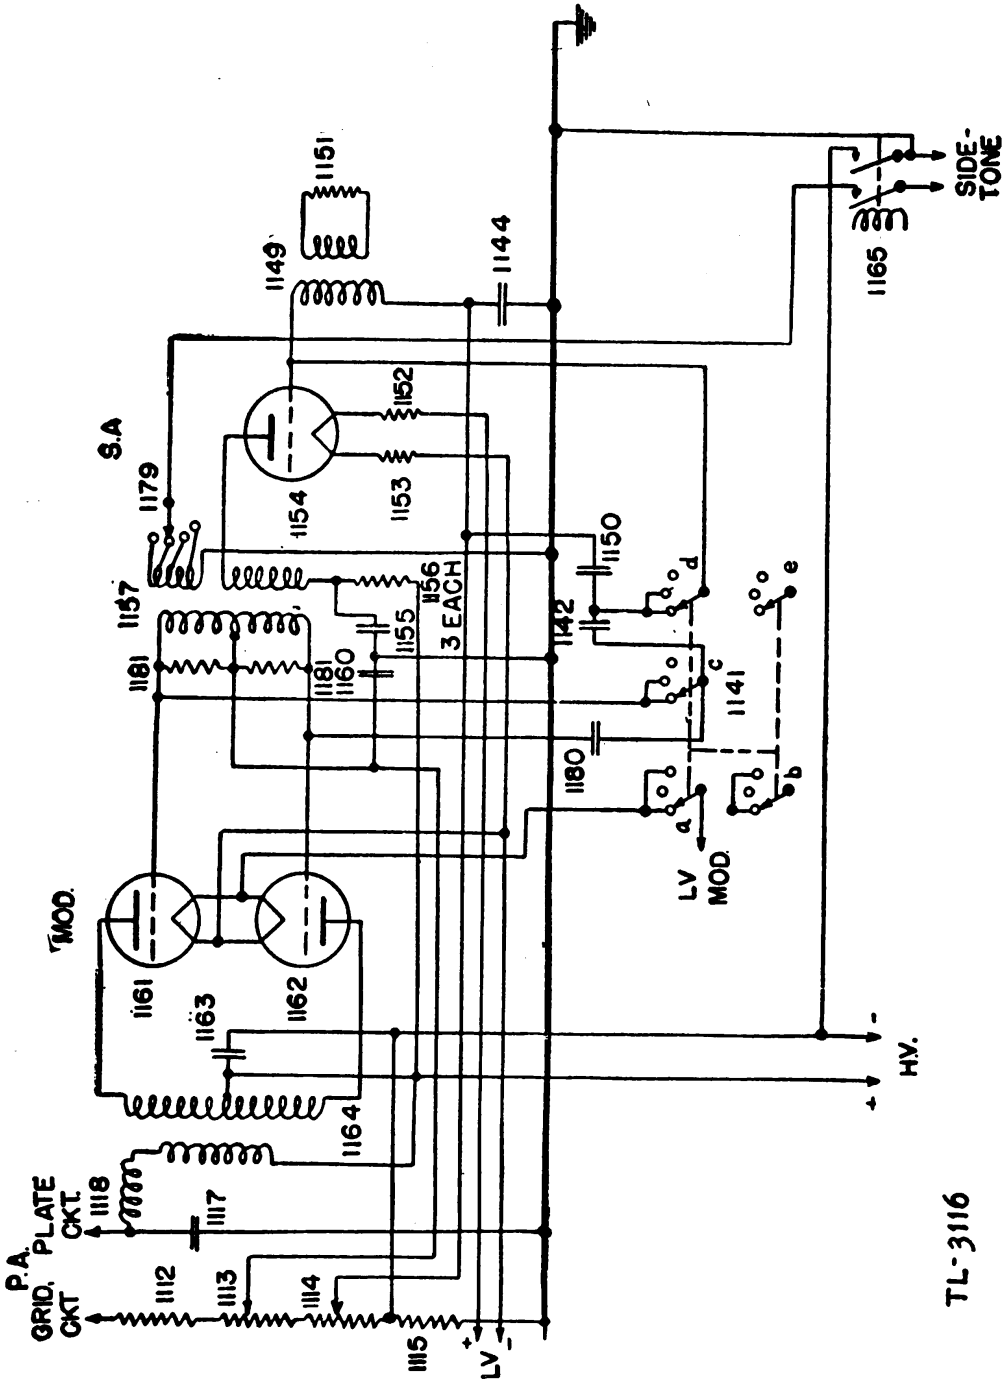 P.A.
GRID.
CKT
PLATE
CKT.
1118
1117
1112
1113
1114
1115
LV
+
-
1164
1163
MOD.
1161
1162
H.V.
+
-
1181
1181
1157
1160
1155
1156
3 EACH
1179
S.A
1154
1153
1152
1149
1151
1144
1150
1142
1180
1141
a
b
c
d
e
LV
MOD.
1165
SIDE-
TONE
TL-3116